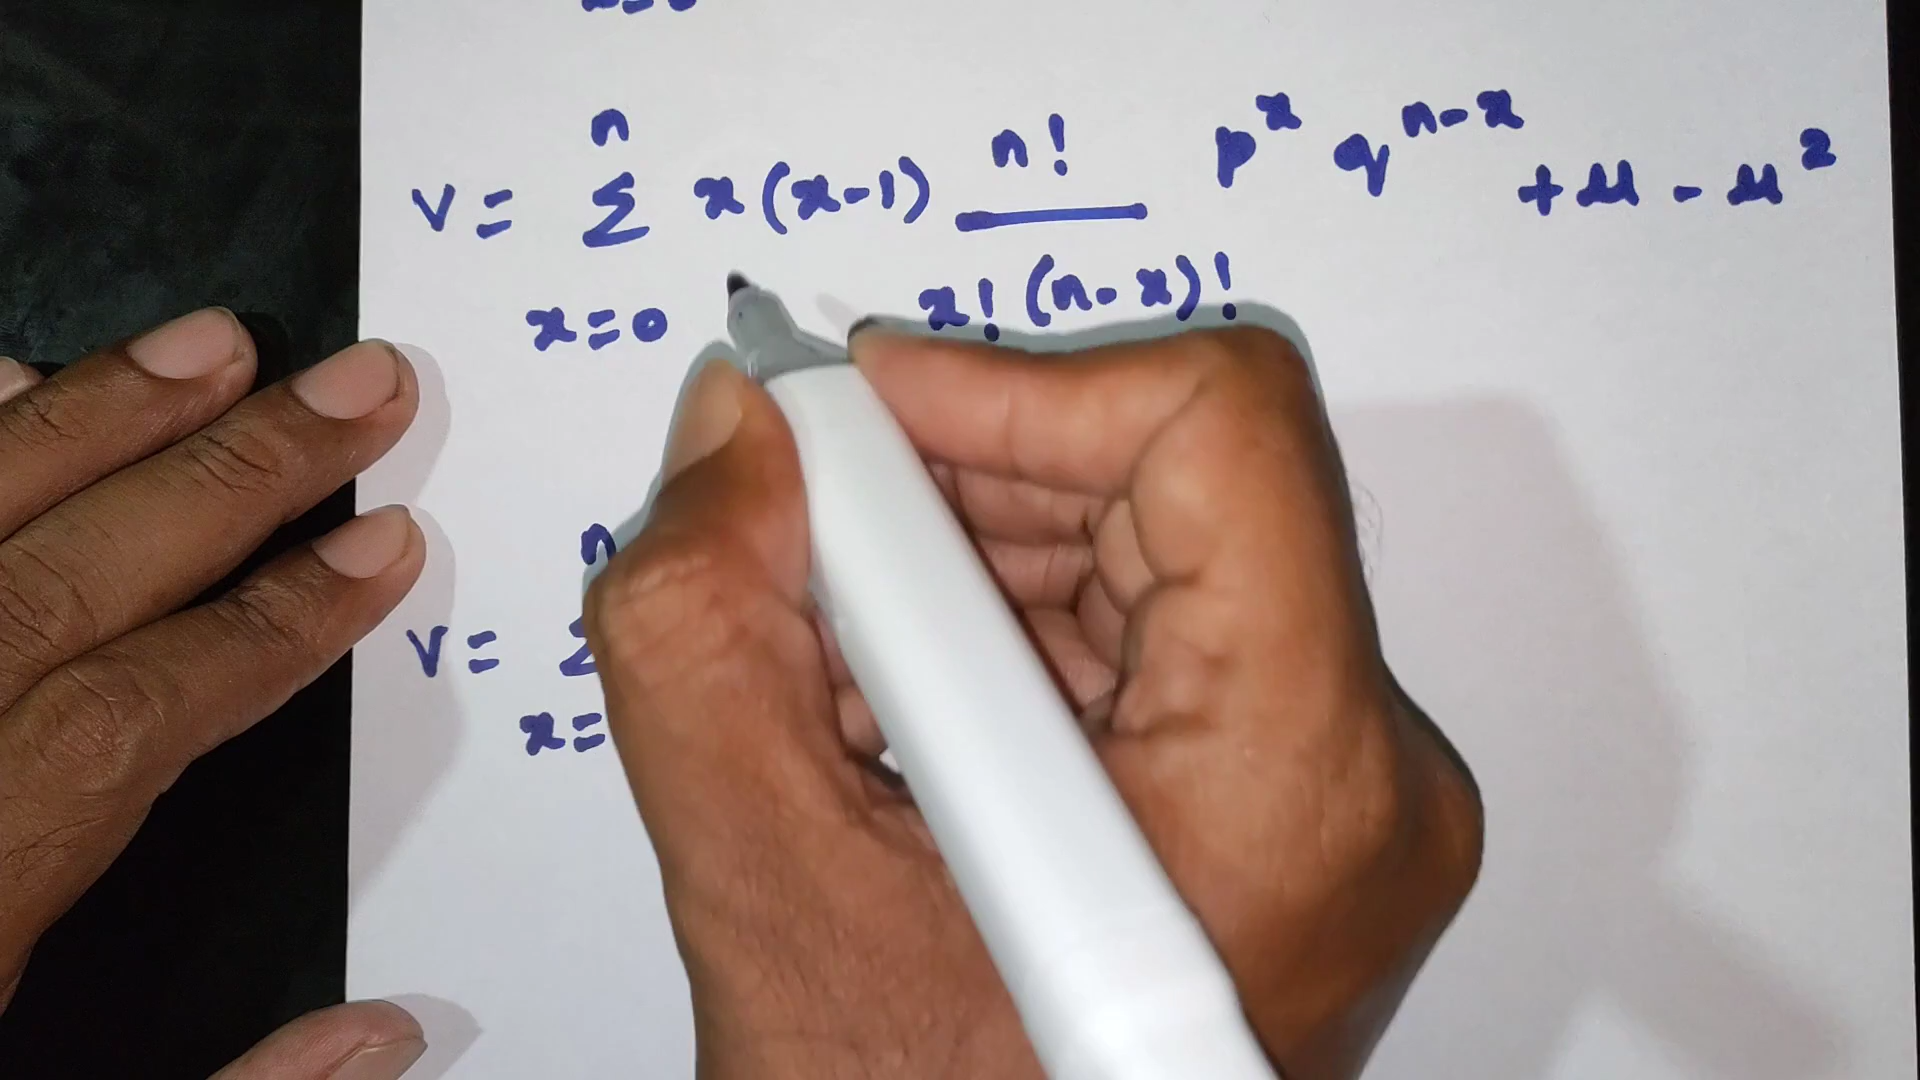 n
V = Σ x(x-1) n! / x!(n-x)! p^x q^(n-x) + μ - μ²
x=0
n
V = Σ
x=